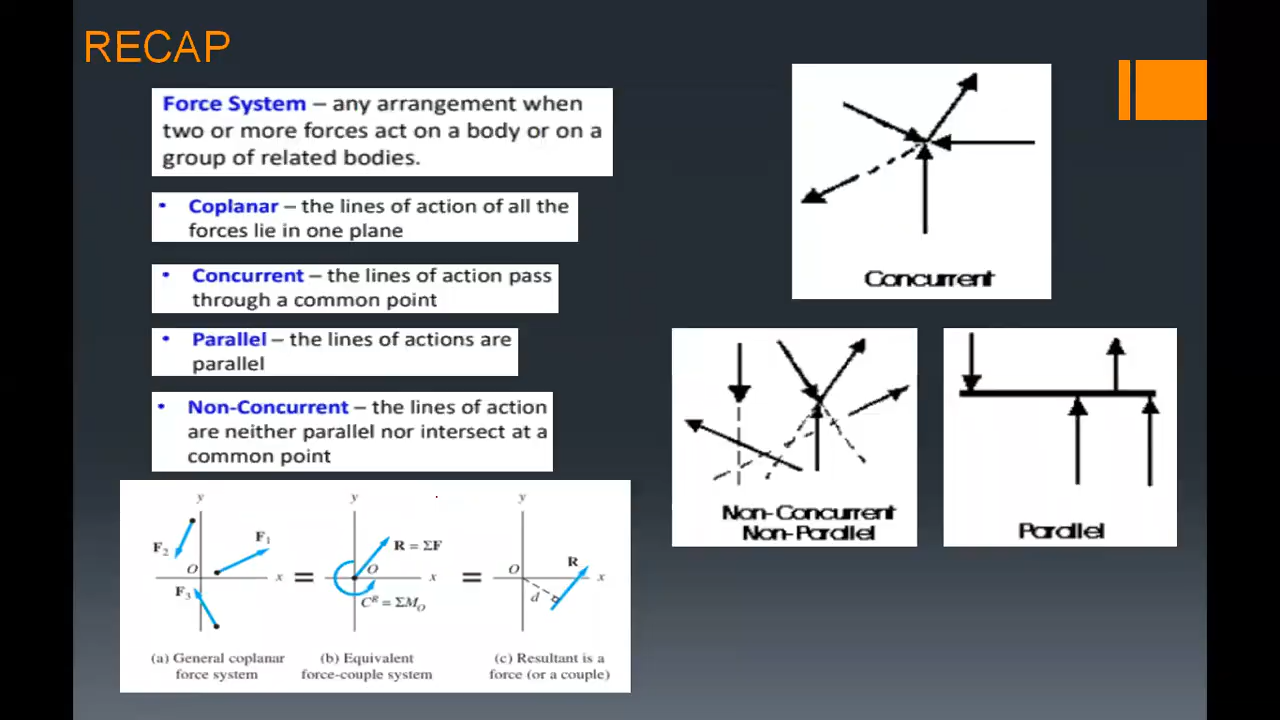 RECAP
Force System – any arrangement when
two or more forces act on a body or on a
group of related bodies.
• Coplanar – the lines of action of all the
forces lie in one plane
• Concurrent – the lines of action pass
through a common point
• Parallel – the lines of actions are
parallel
• Non-Concurrent – the lines of action
are neither parallel nor intersect at a
common point
Concurrent
Non-Concurrent
Non-Parallel
Parallel
y
F₂
F₁
O
x
F₃
(a) General coplanar
force system
=
y
R = ΣF
O
x
Cᴿ = ΣM_O
(b) Equivalent
force-couple system
=
y
R
O
x
d
(c) Resultant is a
force (or a couple)